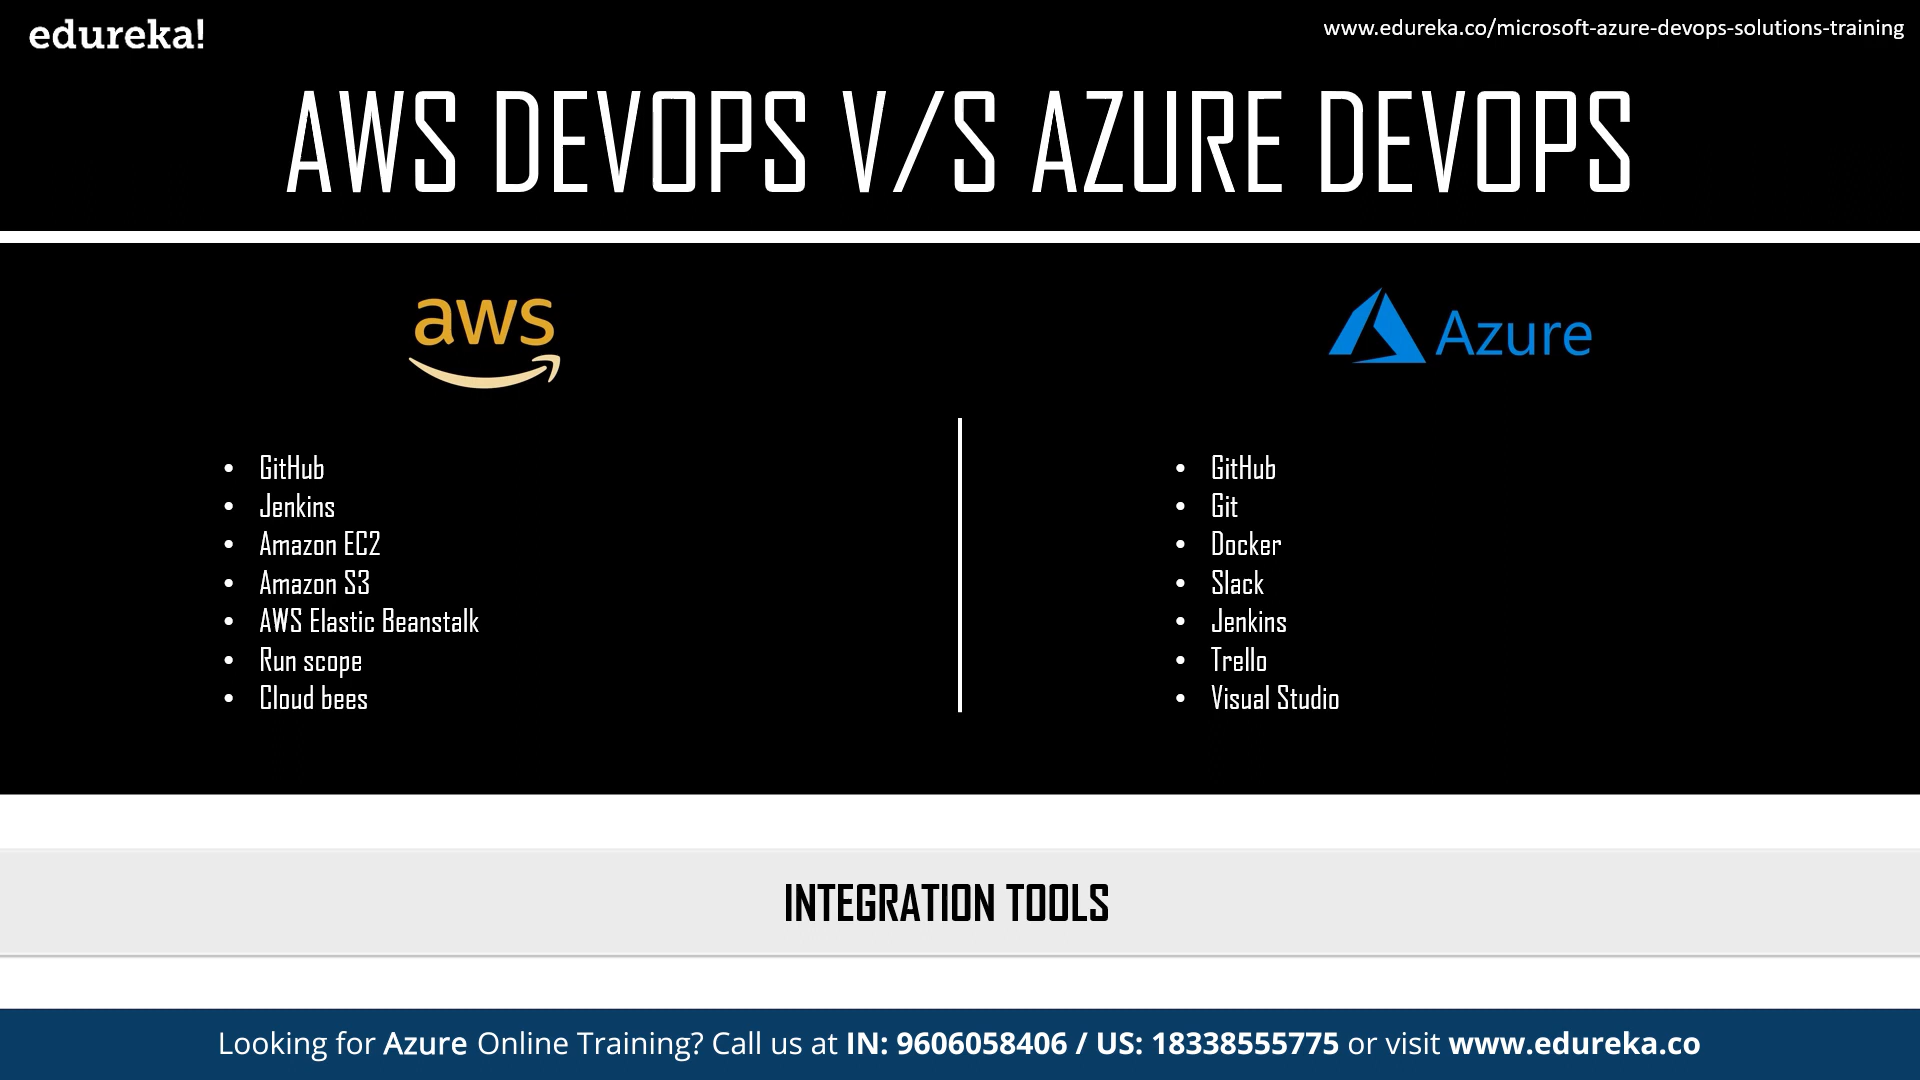 edureka!
www.edureka.co/microsoft-azure-devops-solutions-training
AWS DEVOPS V/S AZURE DEVOPS
aws
• GitHub
• Jenkins
• Amazon EC2
• Amazon S3
• AWS Elastic Beanstalk
• Run scope
• Cloud bees
Azure
• GitHub
• Git
• Docker
• Slack
• Jenkins
• Trello
• Visual Studio
INTEGRATION TOOLS
Looking for Azure Online Training? Call us at IN: 9606058406 / US: 18338555775 or visit www.edureka.co